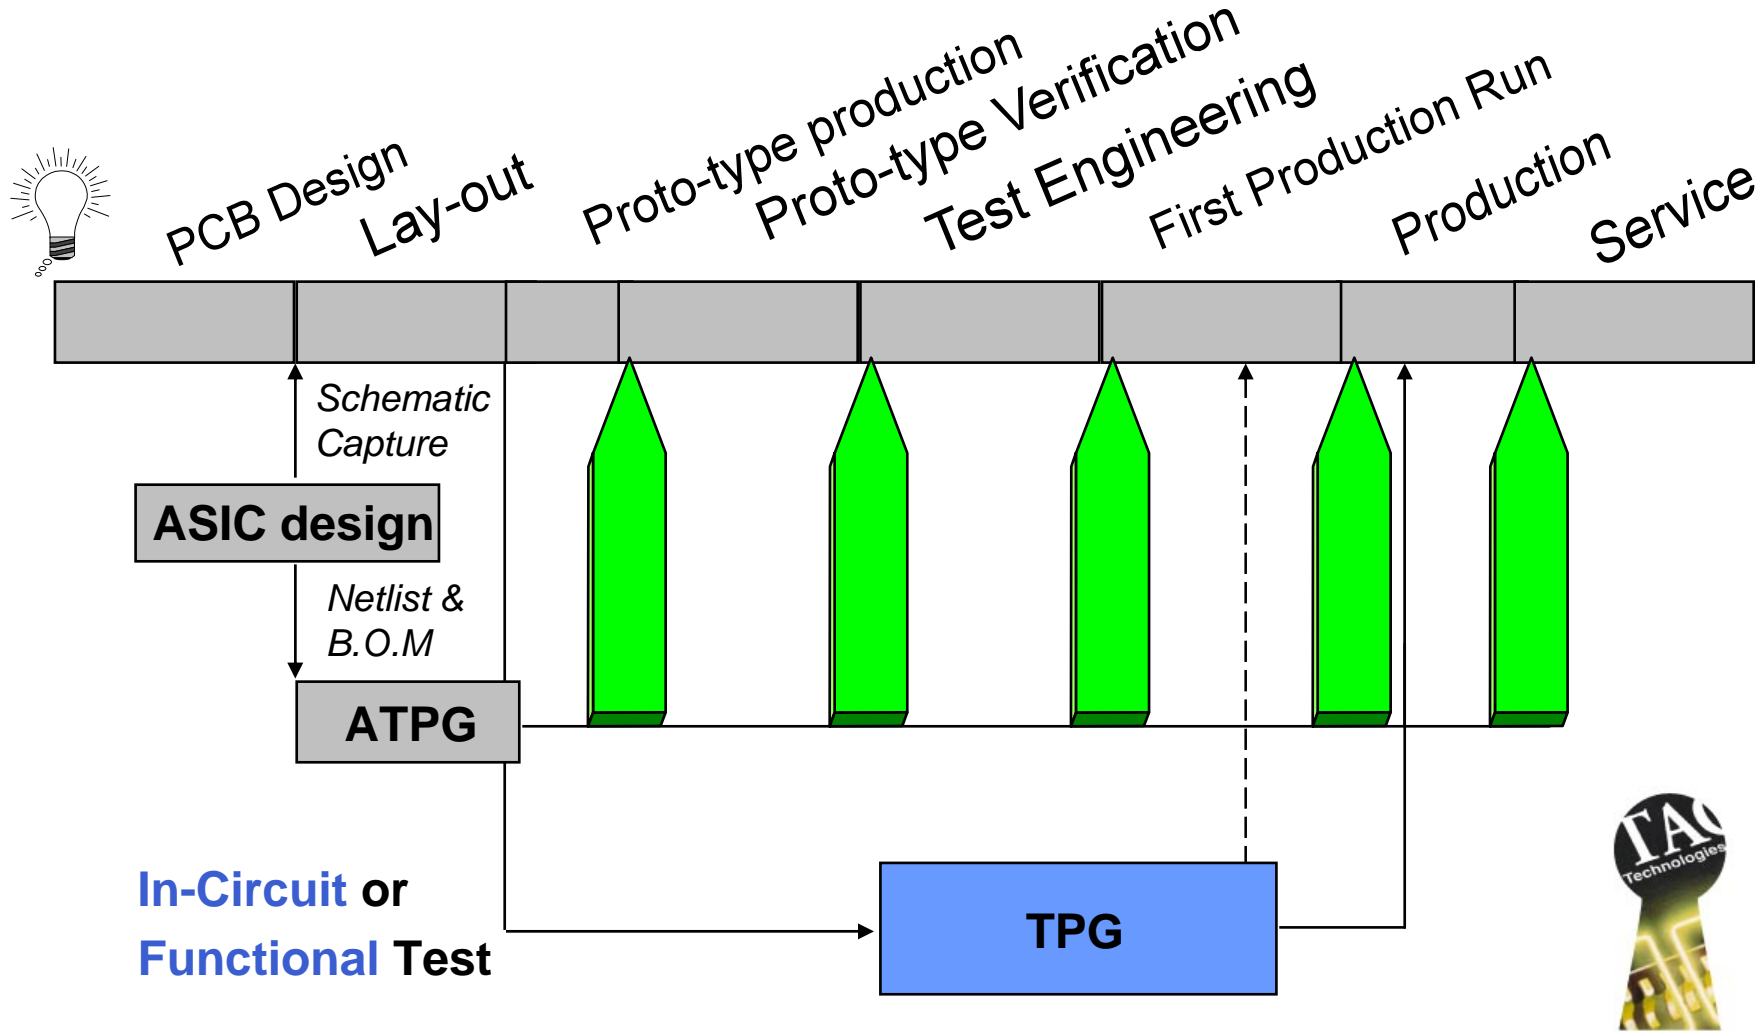 PCB Design
Lay-out
Proto-type production
Proto-type Verification
Test Engineering
First Production Run
Production
Service
Schematic
Capture
ASIC design
Netlist &
B.O.M
ATPG
In-Circuit or
Functional Test
TPG
TAG
Technologies